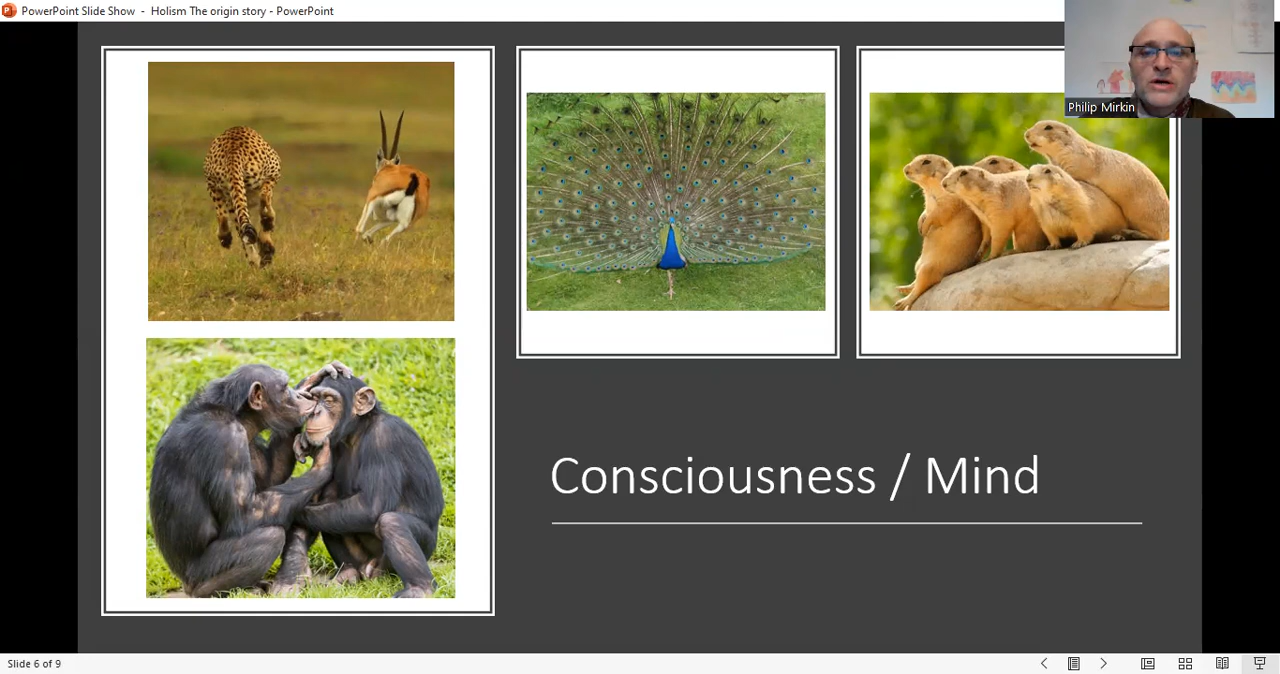 PowerPoint Slide Show - Holism The origin story - PowerPoint
Philip Mirkin
Consciousness / Mind
Slide 6 of 9